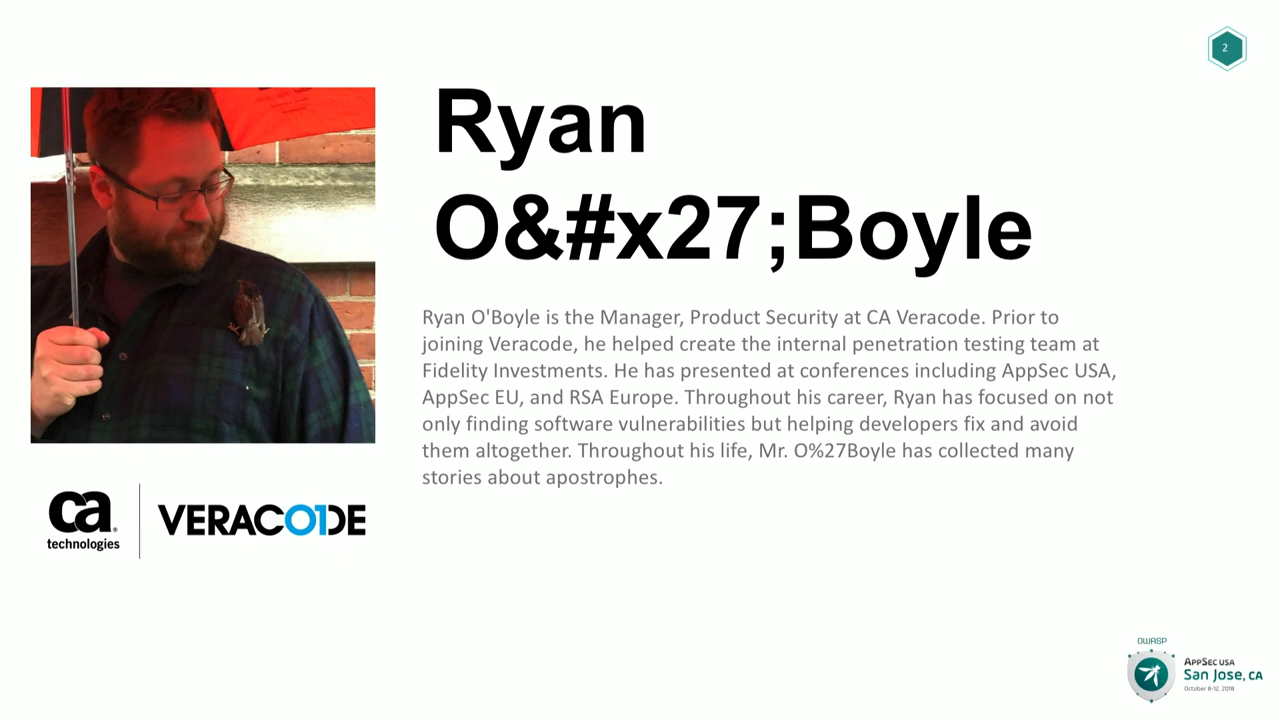 2
Ryan
O&#x27;Boyle
Ryan O'Boyle is the Manager, Product Security at CA Veracode. Prior to
joining Veracode, he helped create the internal penetration testing team at
Fidelity Investments. He has presented at conferences including AppSec USA,
AppSec EU, and RSA Europe. Throughout his career, Ryan has focused on not
only finding software vulnerabilities but helping developers fix and avoid
them altogether. Throughout his life, Mr. O%27Boyle has collected many
stories about apostrophes.
ca
technologies
VERACODE
OWASP
APPSEC USA
San Jose, CA
October 8-12, 2018